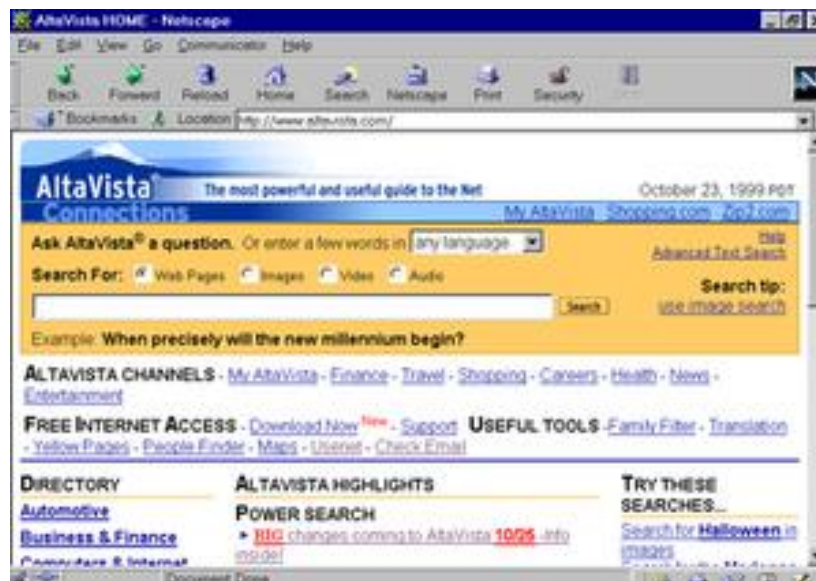 AltaVista HOME - Netscape
File Edit View Go Communicator Help
Back Forward Reload Home Search Netscape Print Security
Bookmarks Location http://www.altavista.com/
AltaVista® The most powerful and useful guide to the Net October 23, 1999 PDT
Connections My AltaVista Shopping.com Zip2.com
Ask AltaVista® a question. Or enter a few words in any language Help
Advanced Text Search
Search For: Web Pages Images Video Audio
Search tip:
Search use image search
Example: When precisely will the new millennium begin?
ALTAVISTA CHANNELS - My AltaVista - Finance - Travel - Shopping - Careers - Health - News -
Entertainment
FREE INTERNET ACCESS - Download Now New - Support USEFUL TOOLS - Family Filter - Translation
- Yellow Pages - People Finder - Maps - Usenet - Check Email
DIRECTORY
Automotive
Business & Finance
Computers & Internet
ALTAVISTA HIGHLIGHTS
POWER SEARCH
BIG changes coming to AltaVista 10/25 -Info
inside!
TRY THESE
SEARCHES...
Search for Halloween in
images
Document Done